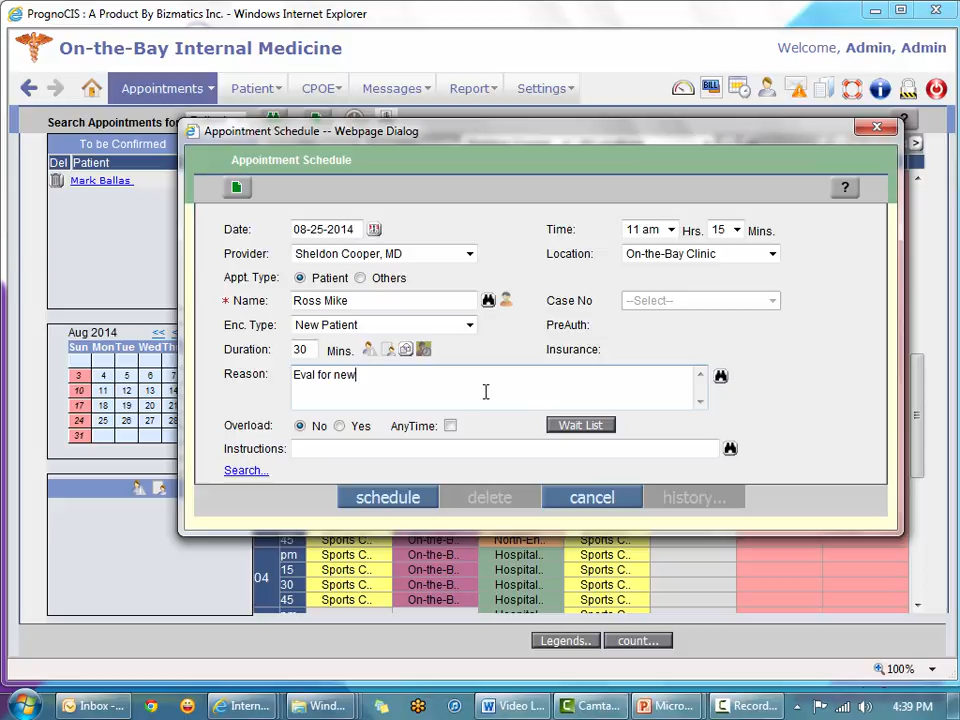 PrognoCIS : A Product By Bizmatics Inc. - Windows Internet Explorer
On-the-Bay Internal Medicine
Welcome, Admin, Admin
Appointments Patient CPOE Messages Report Settings
BILL
Search Appointments for
To be Confirmed
Del Patient
Mark Ballas
Appointment Schedule -- Webpage Dialog
Appointment Schedule
?
Date: 08-25-2014 Time: 11 am Hrs. 15 Mins.
Provider: Sheldon Cooper, MD Location: On-the-Bay Clinic
Appt. Type: Patient Others
* Name: Ross Mike Case No --Select--
Enc. Type: New Patient PreAuth:
Duration: 30 Mins. Insurance:
Reason: Eval for new
Overload: No Yes AnyTime: Wait List
Instructions:
Search...
schedule delete cancel history...
Aug 2014 <<
Sun Mon Tue Wed Thu
3 4 5 6 7
10 11 12 13 14
17 18 19 20 21
24 25 26 27 28
31
45 Sports C.. On-the-B.. North-En.. Sports C..
pm Sports C.. On-the-B.. Hospital.. Sports C..
04
15 Sports C.. On-the-B.. Hospital.. Sports C..
30 Sports C.. On-the-B.. Hospital.. Sports C..
45 Sports C.. On-the-B.. Hospital.. Sports C..
Legends.. count...
100%
Inbox -... Intern... Wind... Video L... Camta... Micro... Record... 4:39 PM